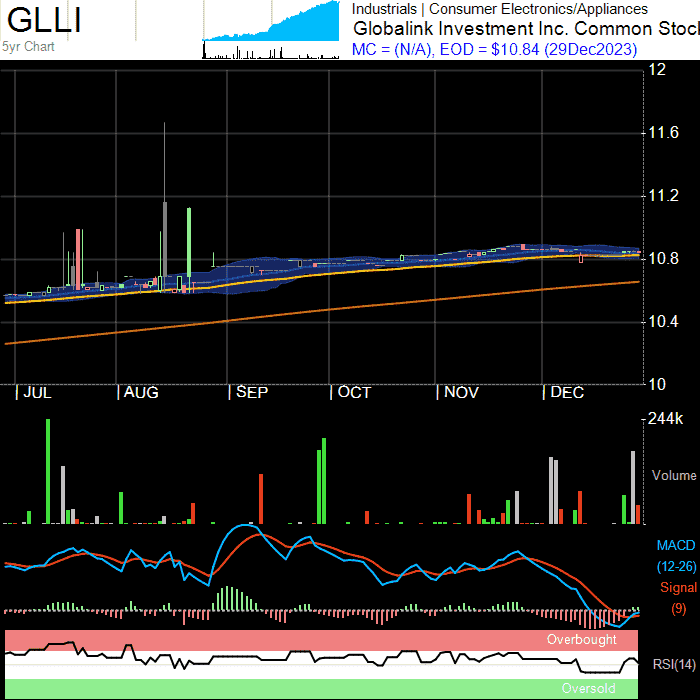 GLLI
5yr Chart
Industrials | Consumer Electronics/Appliances
Globalink Investment Inc. Common Stoc
MC = (N/A), EOD = $10.84 (29Dec2023)
12
11.6
11.2
10.8
10.4
10
JUL AUG SEP OCT NOV DEC
244k
Volume
MACD
(12-26)
Signal
(9)
Overbought
RSI(14)
Oversold